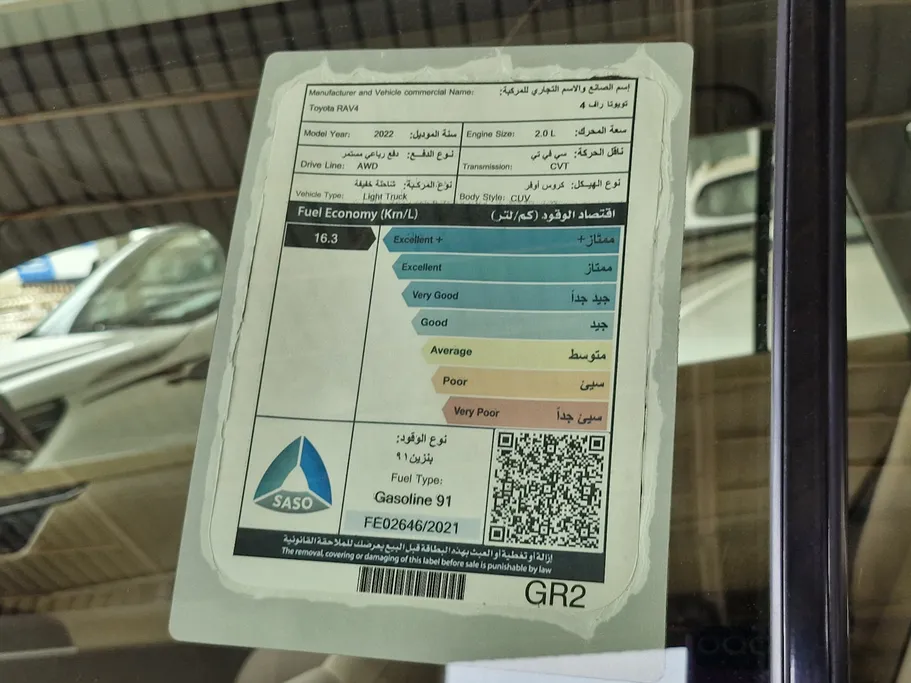 Manufacturer and Vehicle commercial Name: إسم الصانع والاسم التجاري للمركبة:
Toyota RAV4 تويوتا راف 4
Model Year: 2022 سنة الموديل: Engine Size: 2.0 L سعة المحرك:
نوع الدفع: دفع رباعي مستمر ناقل الحركة: سي في تي
Drive Line: AWD Transmission: CVT
نوع المركبة: شاحنة خفيفة نوع الهيكل: كروس أوفر
Vehicle Type: Light Truck Body Style: CUV
Fuel Economy (Km/L) اقتصاد الوقود (كم/لتر)
16.3 Excellent + ممتاز+
Excellent ممتاز
Very Good جيد جداً
Good جيد
Average متوسط
Poor سيئ
Very Poor سيئ جداً
نوع الوقود:
بنزين ٩١
Fuel Type:
Gasoline 91
SASO
FE02646/2021
إزالة أو تغطية أو العبث بهذه البطاقة قبل البيع يعرضك للملاحقة القانونية
The removal, covering or damaging of this label before sale is punishable by law
GR2